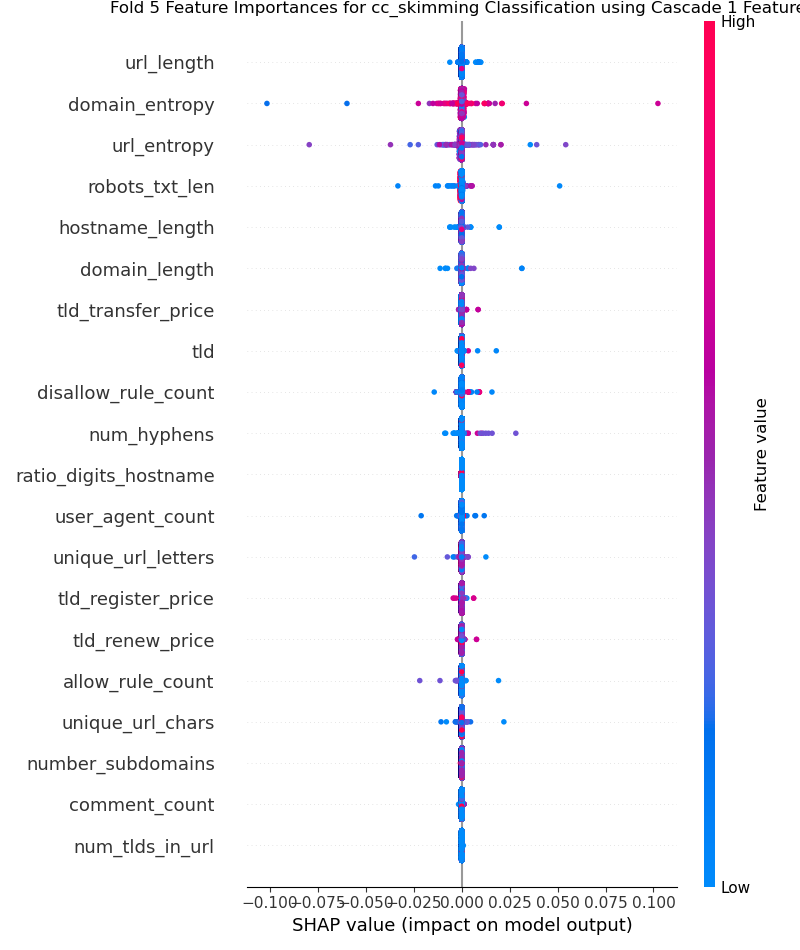 Fold 5 Feature Importances for cc_skimming Classification using Cascade 1 Feature
High
url_length
domain_entropy
url_entropy
robots_txt_len
hostname_length
domain_length
tld_transfer_price
tld
disallow_rule_count
num_hyphens
ratio_digits_hostname
user_agent_count
unique_url_letters
tld_register_price
tld_renew_price
allow_rule_count
unique_url_chars
number_subdomains
comment_count
num_tlds_in_url
Feature value
Low
−0.100 −0.075 −0.050 −0.025 0.000 0.025 0.050 0.075 0.100
SHAP value (impact on model output)